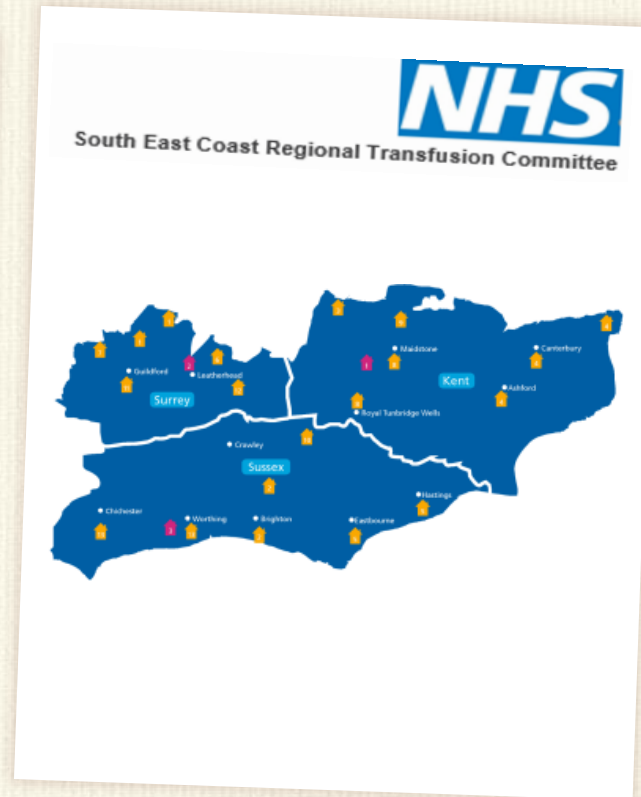 NHS
South East Coast Regional Transfusion Committee
Maidstone
Canterbury
Guildford
Leatherhead
Kent
Ashford
Surrey
Royal Tunbridge Wells
Crawley
Sussex
Hastings
Chichester
Worthing
Brighton
Eastbourne